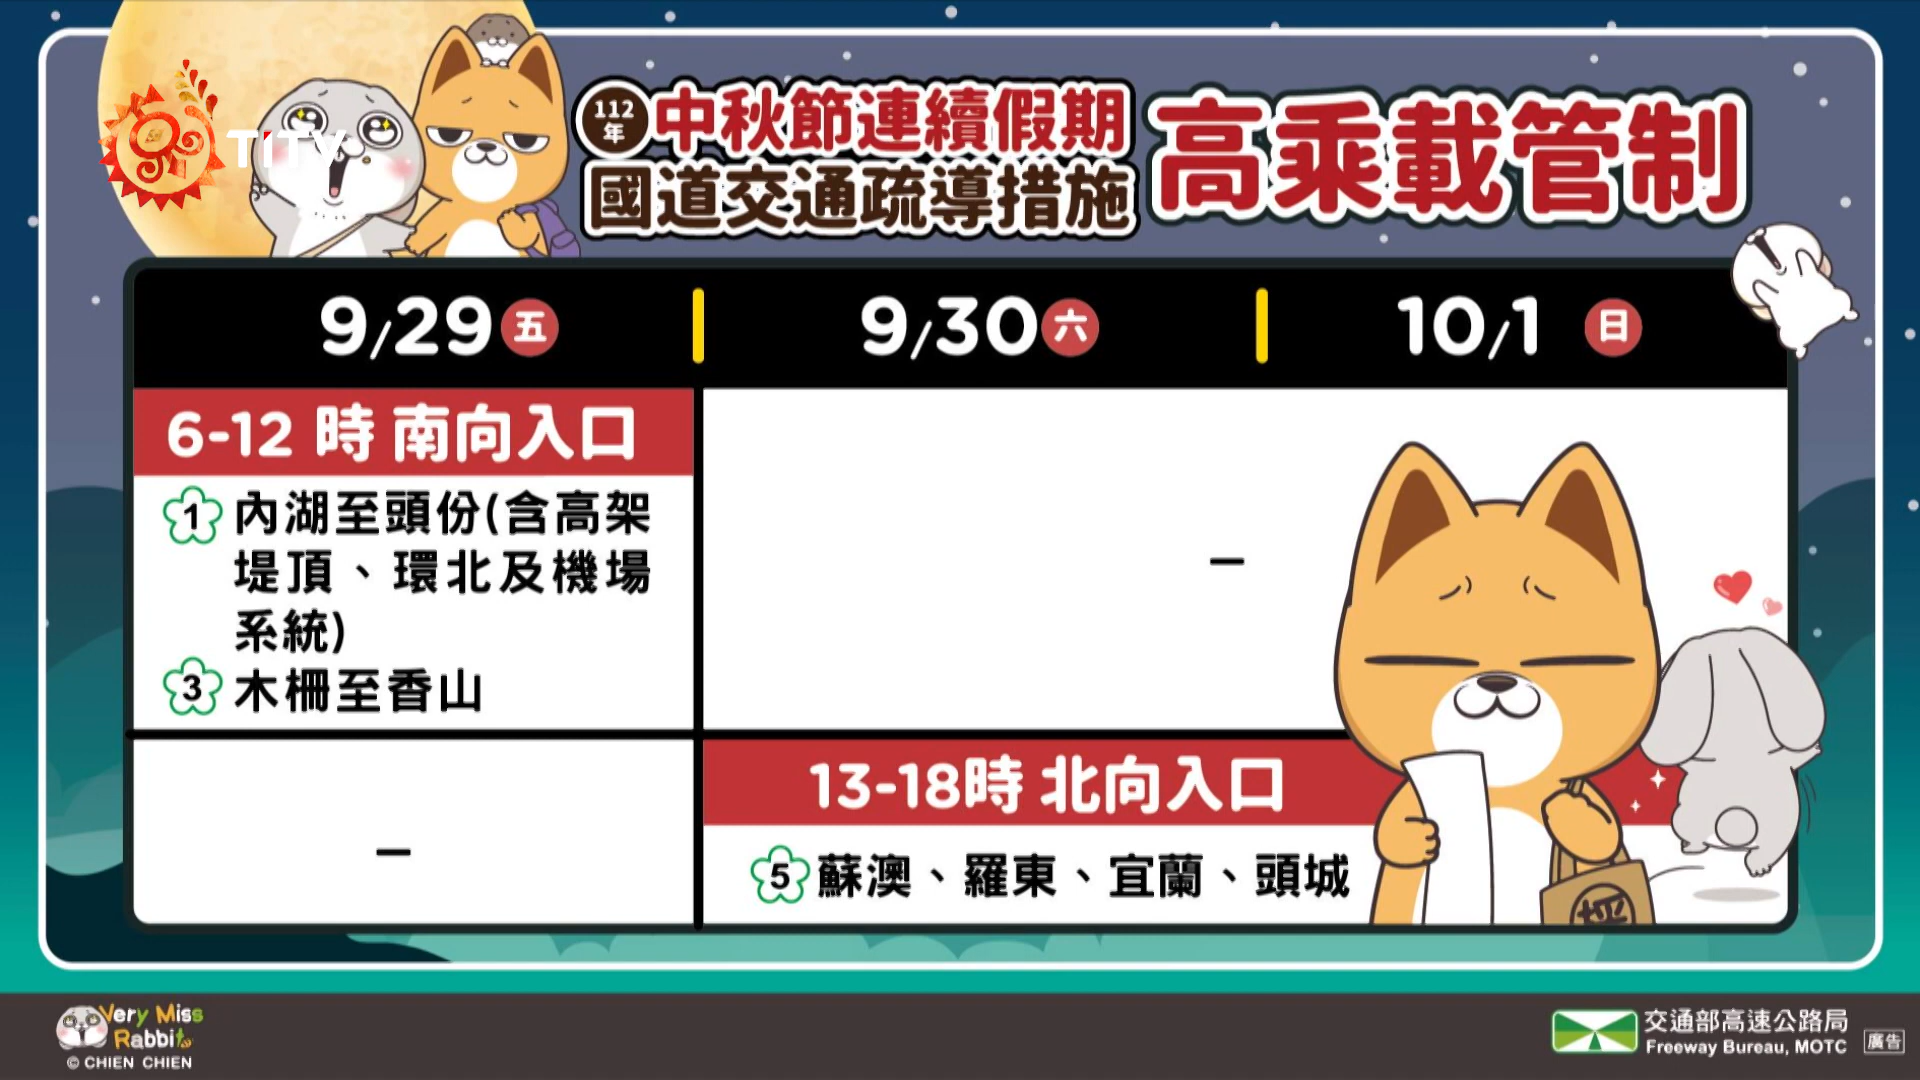 TITV
112年
中秋節連續假期
國道交通疏導措施
高乘載管制
9/29 五
9/30 六
10/1 日
6-12 時 南向入口
1 內湖至頭份(含高架
堤頂、環北及機場
系統)
3 木柵至香山
–
–
13-18時 北向入口
5 蘇澳、羅東、宜蘭、頭城
Very Miss
Rabbit
© CHIEN CHIEN
交通部高速公路局
Freeway Bureau, MOTC
廣告